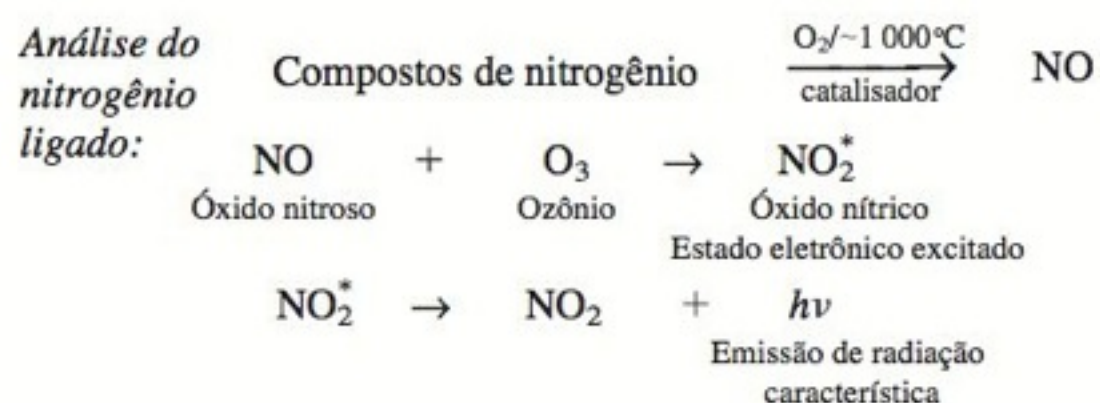 Análise do
nitrogênio
ligado:
Compostos de nitrogênio O₂/~1 000°C catalisador NO
NO + O₃ → NO₂*
Óxido nitroso Ozônio Óxido nítrico
Estado eletrônico excitado
NO₂* → NO₂ + hν
Emissão de radiação
característica